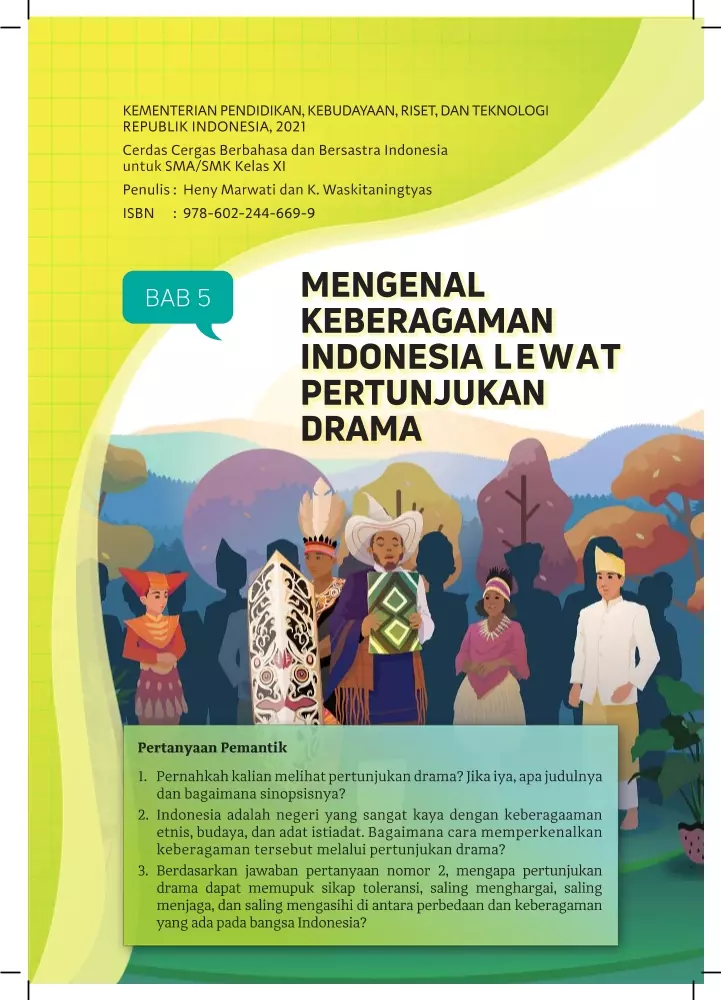 KEMENTERIAN PENDIDIKAN, KEBUDAYAAN, RISET, DAN TEKNOLOGI
REPUBLIK INDONESIA, 2021
Cerdas Cergas Berbahasa dan Bersastra Indonesia
untuk SMA/SMK Kelas XI
Penulis : Heny Marwati dan K. Waskitaningtyas
ISBN : 978-602-244-669-9
BAB 5
MENGENAL
KEBERAGAMAN
INDONESIA LEWAT
PERTUNJUKAN
DRAMA
Pertanyaan Pemantik
1. Pernahkah kalian melihat pertunjukan drama? Jika iya, apa judulnya
dan bagaimana sinopsisnya?
2. Indonesia adalah negeri yang sangat kaya dengan keberagaaman
etnis, budaya, dan adat istiadat. Bagaimana cara memperkenalkan
keberagaman tersebut melalui pertunjukan drama?
3. Berdasarkan jawaban pertanyaan nomor 2, mengapa pertunjukan
drama dapat memupuk sikap toleransi, saling menghargai, saling
menjaga, dan saling mengasihi di antara perbedaan dan keberagaman
yang ada pada bangsa Indonesia?